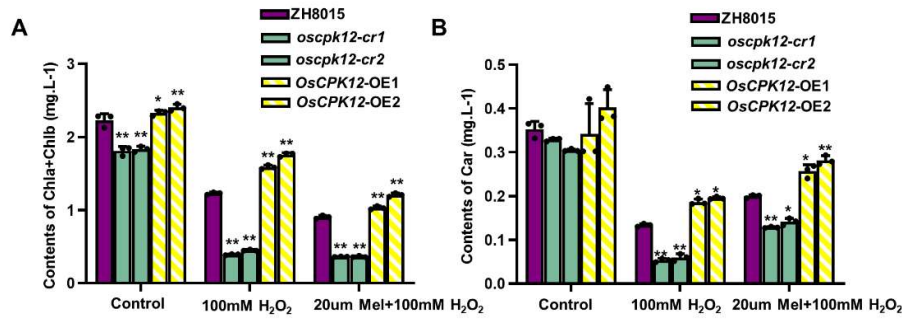 A
ZH8015
oscpk12-cr1
oscpk12-cr2
OsCPK12-OE1
OsCPK12-OE2
Contents of Chla+Chlb (mg.L-1)
3
2
1
0
** ** * **
** ** ** **
** ** ** **
Control
100mM H₂O₂
20um Mel+100mM H₂O₂
B
ZH8015
oscpk12-cr1
oscpk12-cr2
OsCPK12-OE1
OsCPK12-OE2
Contents of Car (mg.L-1)
0.5
0.4
0.3
0.2
0.1
0.0
** ** * *
** * * **
Control
100mM H₂O₂
20um Mel+100mM H₂O₂